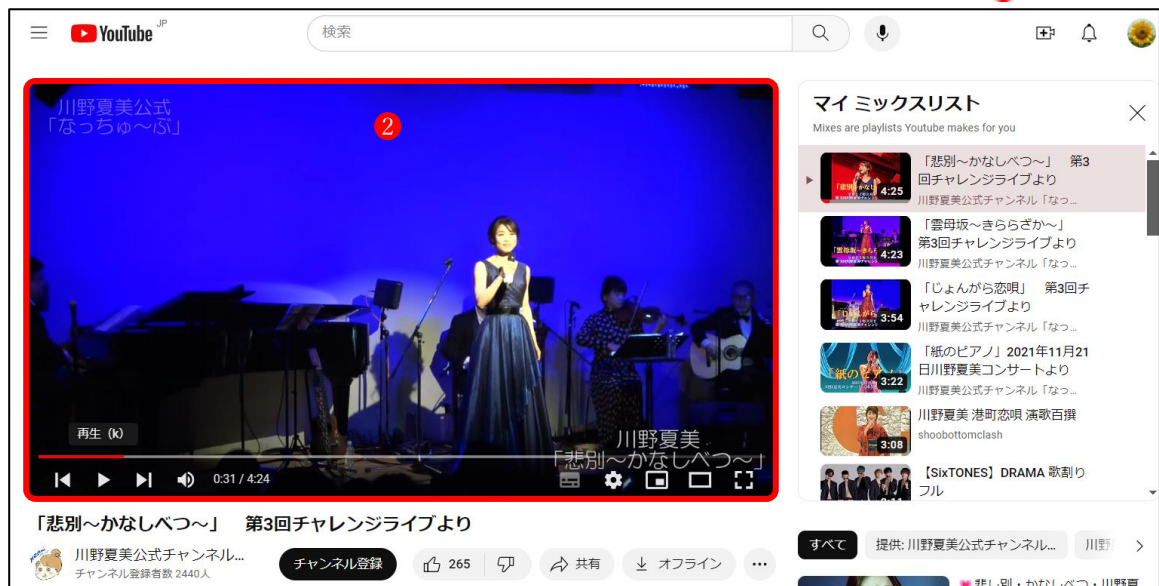 YouTube JP
検索
川野夏美公式
「なっちゅ〜ぶ」
2
再生 (k)
川野夏美
「悲別〜かなしべつ〜」
0:31 / 4:24
「悲別〜かなしべつ〜」 第3回チャレンジライブより
川野夏美公式チャンネル...
チャンネル登録者数 2440人
チャンネル登録
265
共有
オフライン
マイ ミックスリスト
Mixes are playlists Youtube makes for you
「悲別〜かなしべつ〜」 第3
回チャレンジライブより
川野夏美公式チャンネル「なっ...
4:25
「雲母坂〜きららざか〜」
第3回チャレンジライブより
川野夏美公式チャンネル「なっ...
4:23
「じょんがら恋唄」 第3回チ
ャレンジライブより
川野夏美公式チャンネル「なっ...
3:54
「紙のピアノ」2021年11月21
日川野夏美コンサートより
川野夏美公式チャンネル「なっ...
3:22
川野夏美 港町恋唄 演歌百撰
shoobottomclash
3:08
【SixTONES】DRAMA 歌割り
フル
すべて
提供: 川野夏美公式チャンネル...
川野
悲し別・かなしべつ・川野夏